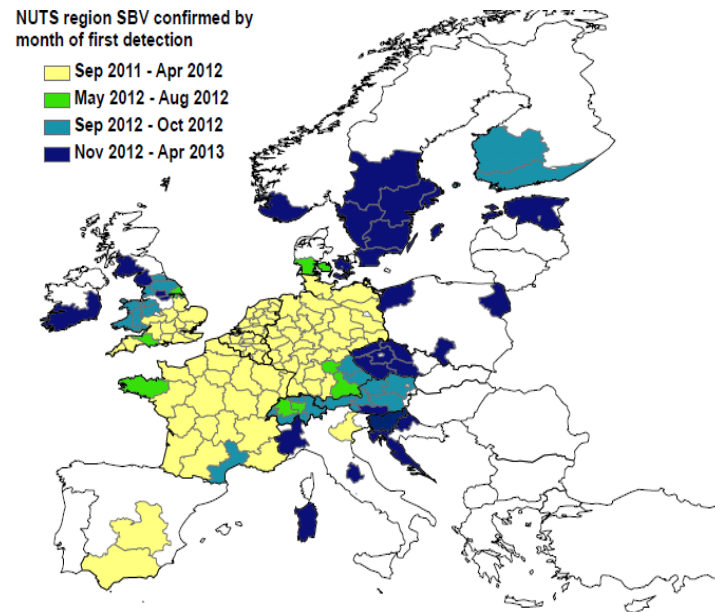 NUTS region SBV confirmed by
month of first detection
Sep 2011 - Apr 2012
May 2012 - Aug 2012
Sep 2012 - Oct 2012
Nov 2012 - Apr 2013